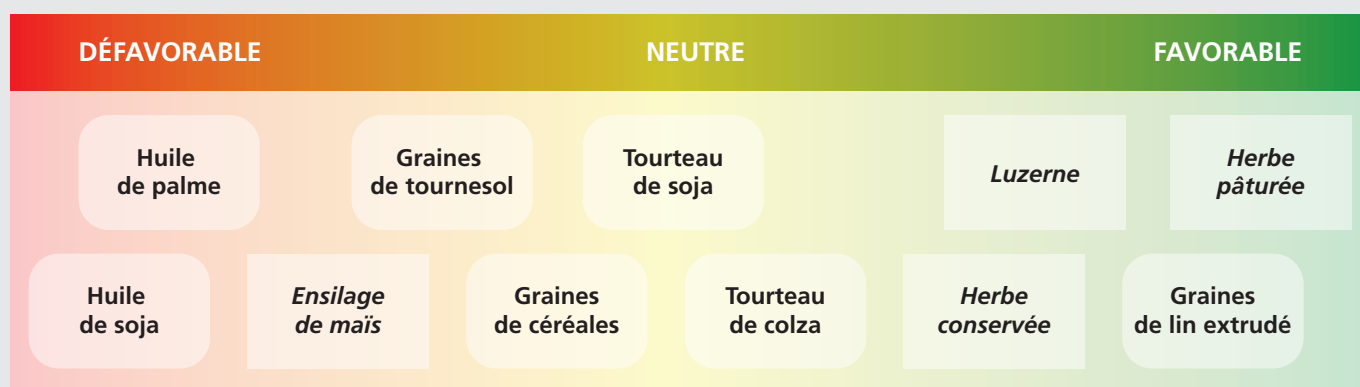 DÉFAVORABLE NEUTRE FAVORABLE
Huile
de palme
Graines
de tournesol
Tourteau
de soja
Luzerne
Herbe
pâturée
Huile
de soja
Ensilage
de maïs
Graines
de céréales
Tourteau
de colza
Herbe
conservée
Graines
de lin extrudé